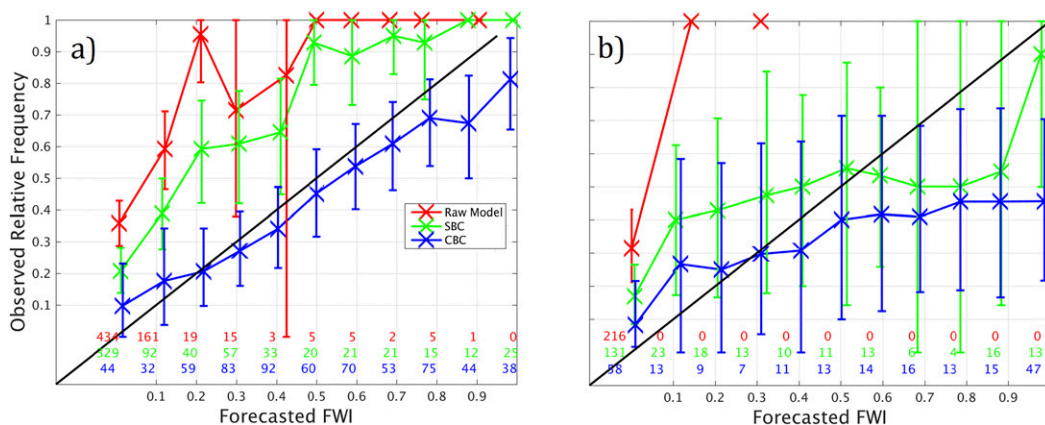 a)
Observed Relative Frequency
1
0.9
0.8
0.7
0.6
0.5
0.4
0.3
0.2
0.1
Raw Model
SBC
CBC
434 161 19 15 3 5 5 2 5 1 0
529 92 40 57 33 20 21 21 15 12 25
44 32 59 83 92 60 70 53 75 44 38
0.1 0.2 0.3 0.4 0.5 0.6 0.7 0.8 0.9
Forecasted FWI
b)
216 0 0 0 0 0 0 0 0 0 0
131 23 18 13 10 11 13 6 4 16 13
58 13 9 7 11 13 14 16 13 15 47
0.1 0.2 0.3 0.4 0.5 0.6 0.7 0.8 0.9
Forecasted FWI